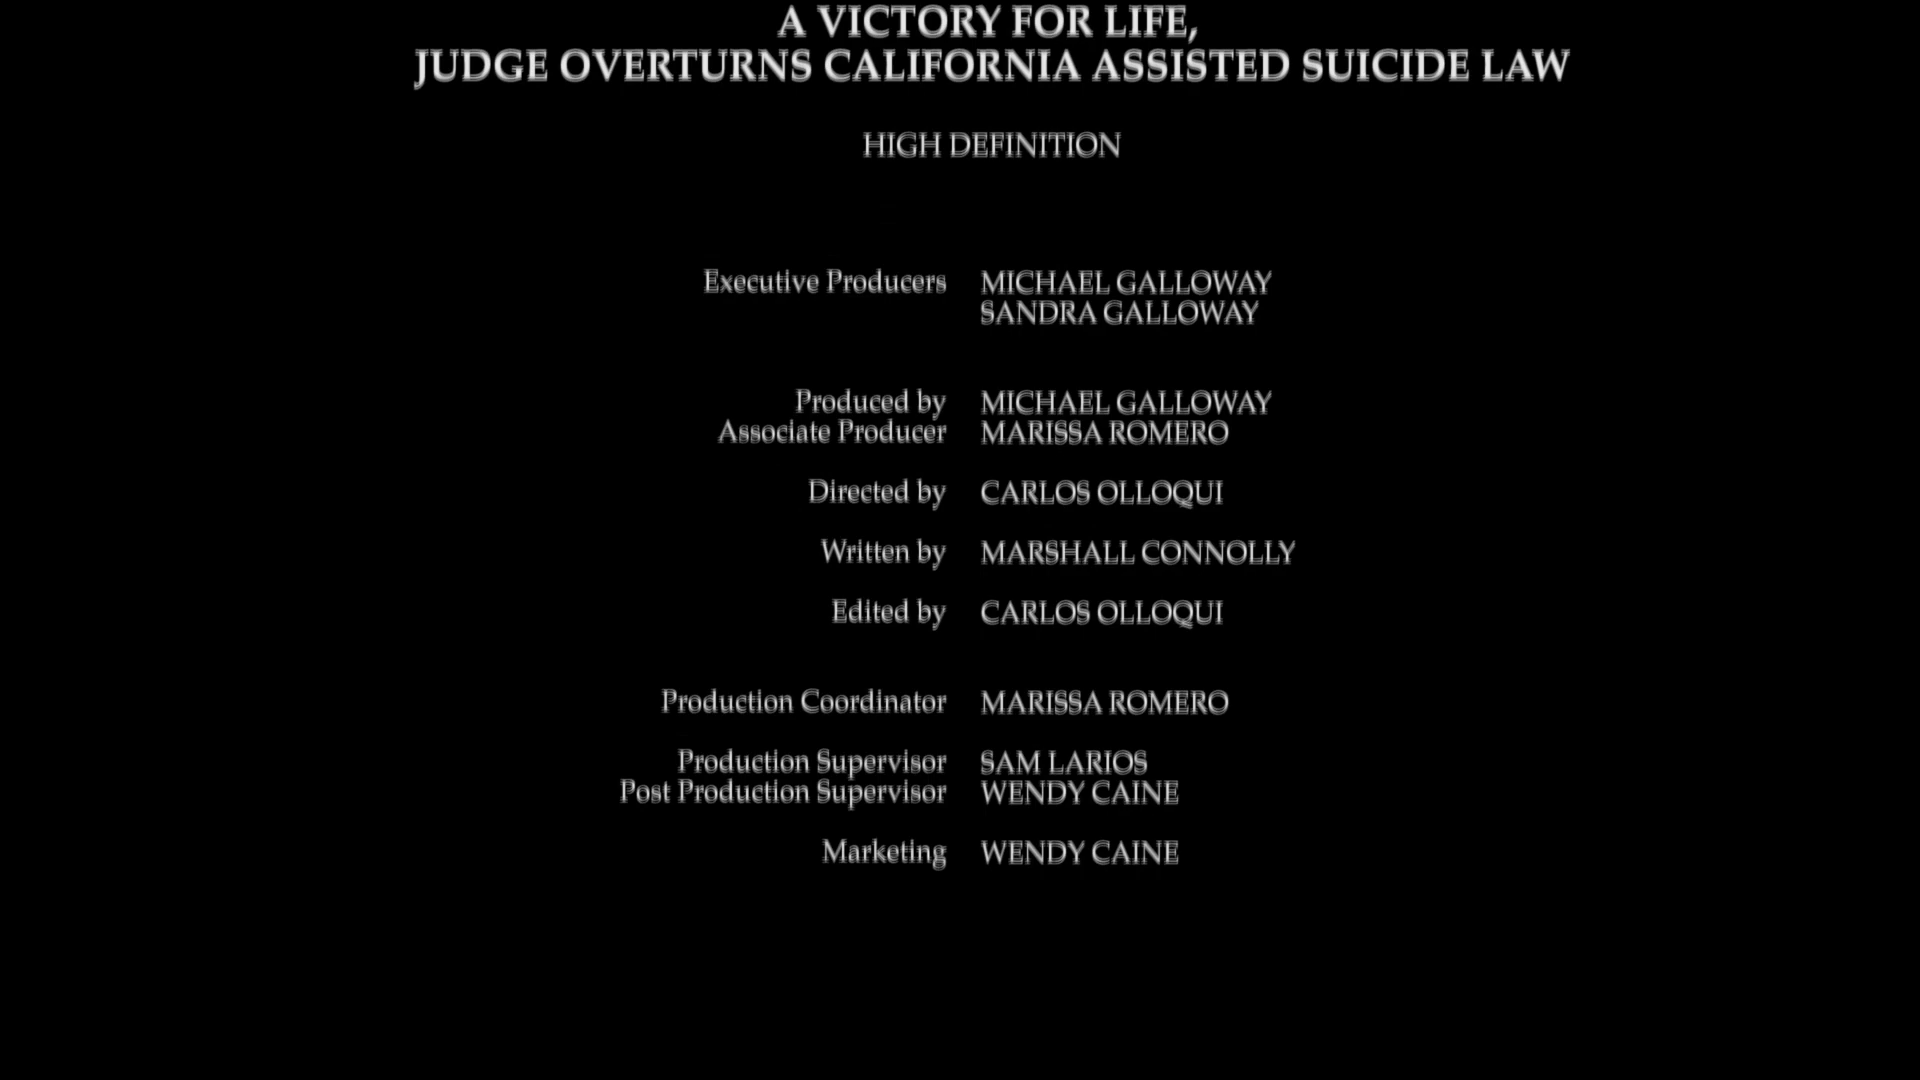 A VICTORY FOR LIFE,
JUDGE OVERTURNS CALIFORNIA ASSISTED SUICIDE LAW
HIGH DEFINITION
Executive Producers MICHAEL GALLOWAY
SANDRA GALLOWAY
Produced by MICHAEL GALLOWAY
Associate Producer MARISSA ROMERO
Directed by CARLOS OLLOQUI
Written by MARSHALL CONNOLLY
Edited by CARLOS OLLOQUI
Production Coordinator MARISSA ROMERO
Production Supervisor SAM LARIOS
Post Production Supervisor WENDY CAINE
Marketing WENDY CAINE